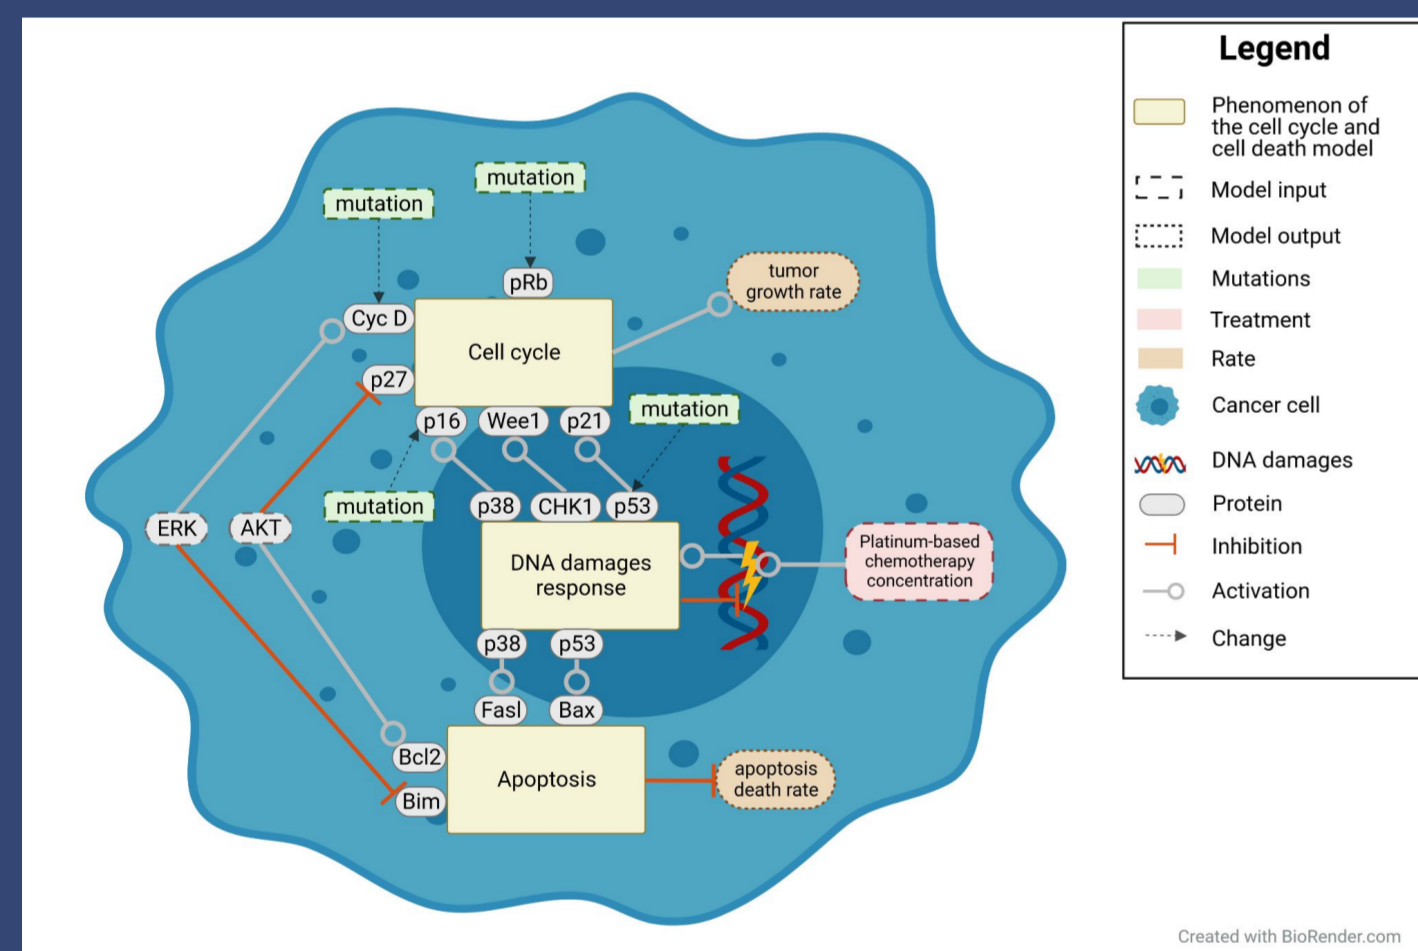 Legend
Phenomenon of
the cell cycle and
cell death model
Model input
Model output
Mutations
Treatment
Rate
Cancer cell
DNA damages
Protein
Inhibition
Activation
Change
mutation
mutation
pRb
tumor
growth rate
Cyc D
Cell cycle
p27
p16
Wee1
p21
mutation
mutation
p38
CHK1
p53
ERK
AKT
DNA damages
response
Platinum-based
chemotherapy
concentration
p38
p53
Fasl
Bax
Bcl2
Bim
Apoptosis
apoptosis
death rate
Created with BioRender.com